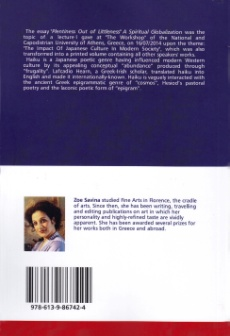 The essay "Plentiness Out of Littleness" A Spiritual Globalization was the
topic of a lecture I gave at "The Workshop" of the National and
Capodistrian University of Athens, Greece, on 16/07/2014 upon the theme:
"The Impact Of Japanese Culture in Modern Society", which was also
transformed into a printed volume containing all other speakers' works.
Haiku is a Japanese poetic genre having influenced modern Western
culture by its appealing conceptual "abundance" produced through
"frugality". Lafcadio Hearn, a Greek-Irish scholar, translated haiku into
English and made it internationally known. Haiku is vaguely interacted with
the ancient Greek epigrammatic genre of "cosmos", Hesiod's pastoral
poetry and the laconic poetic form of "epigram".
Zoe Savina studied Fine Arts in Florence, the cradle
of arts. Since then, she has been writing, travelling
and editing publications on art in which her
personality and highly-refined taste are vividly
apparent. She has been awarded several prizes for
her works both in Greece and abroad.
978-613-9-86742-4